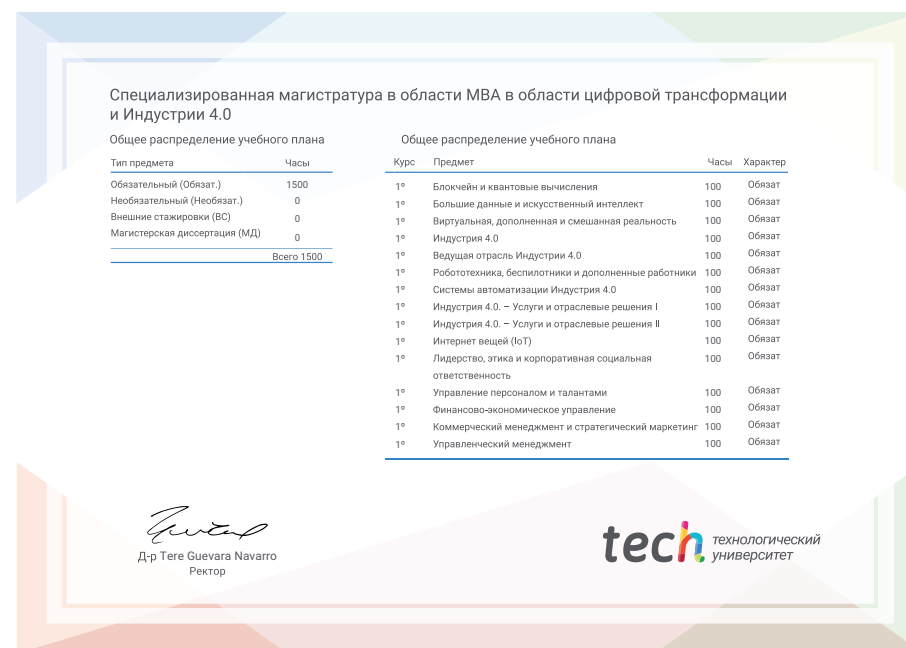 Специализированная магистратура в области MBA в области цифровой трансформации
и Индустрии 4.0
Общее распределение учебного плана
Тип предмета Часы
Обязательный (Обязат.) 1500
Необязательный (Необязат.) 0
Внешние стажировки (ВС) 0
Магистерская диссертация (МД) 0
Всего 1500
Общее распределение учебного плана
Курс Предмет Часы Характер
1º Блокчейн и квантовые вычисления 100 Обязат
1º Большие данные и искусственный интеллект 100 Обязат
1º Виртуальная, дополненная и смешанная реальность 100 Обязат
1º Индустрия 4.0 100 Обязат
1º Ведущая отрасль Индустрии 4.0 100 Обязат
1º Робототехника, беспилотники и дополненные работники 100 Обязат
1º Системы автоматизации Индустрия 4.0 100 Обязат
1º Индустрия 4.0. – Услуги и отраслевые решения I 100 Обязат
1º Индустрия 4.0. – Услуги и отраслевые решения II 100 Обязат
1º Интернет вещей (IoT) 100 Обязат
1º Лидерство, этика и корпоративная социальная 100 Обязат
ответственность
1º Управление персоналом и талантами 100 Обязат
1º Финансово-экономическое управление 100 Обязат
1º Коммерческий менеджмент и стратегический маркетинг 100 Обязат
1º Управленческий менеджмент 100 Обязат
Д-р Tere Guevara Navarro
Ректор
tech технологический
университет